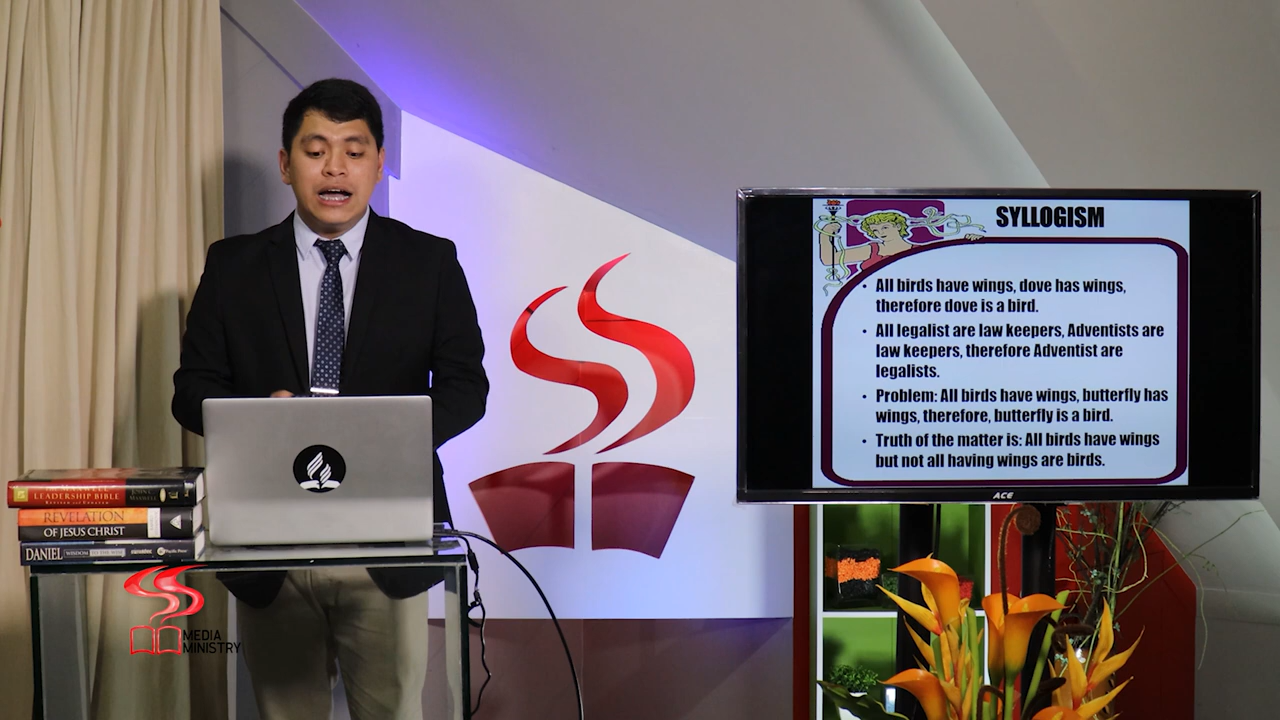 SYLLOGISM
• All birds have wings, dove has wings,
therefore dove is a bird.
• All legalist are law keepers, Adventists are
law keepers, therefore Adventist are
legalists.
• Problem: All birds have wings, butterfly has
wings, therefore, butterfly is a bird.
• Truth of the matter is: All birds have wings
but not all having wings are birds.
ACE
LEADERSHIP BIBLE
REVELATION
OF JESUS CHRIST
DANIEL
MEDIA
MINISTRY